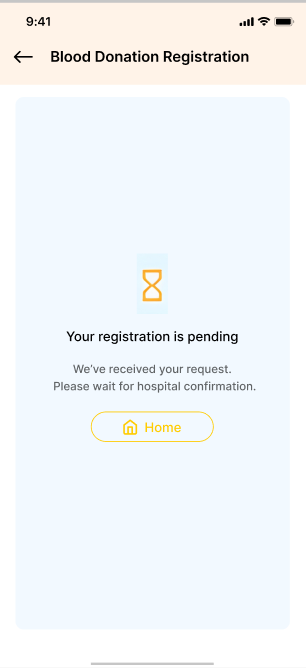 9:41
Blood Donation Registration
Your registration is pending
We've received your request.
Please wait for hospital confirmation.
Home